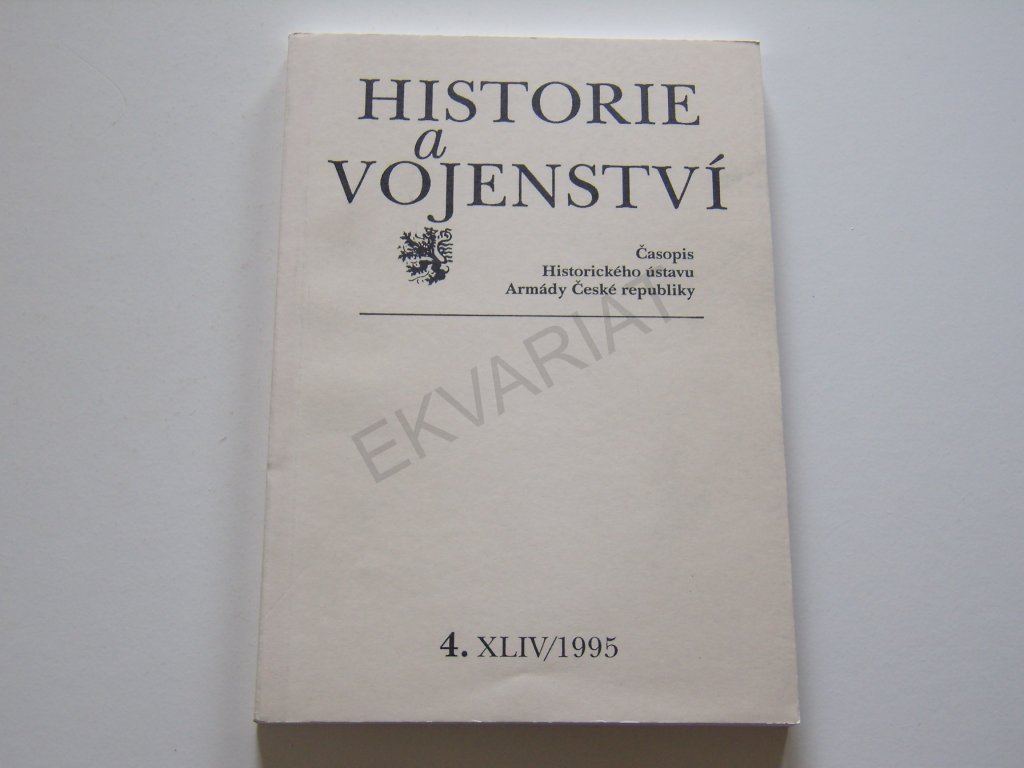 HISTORIE
a
VOJENSTVÍ
Časopis
Historického ústavu
Armády České republiky
EKVARIAT
4. XLIV/1995